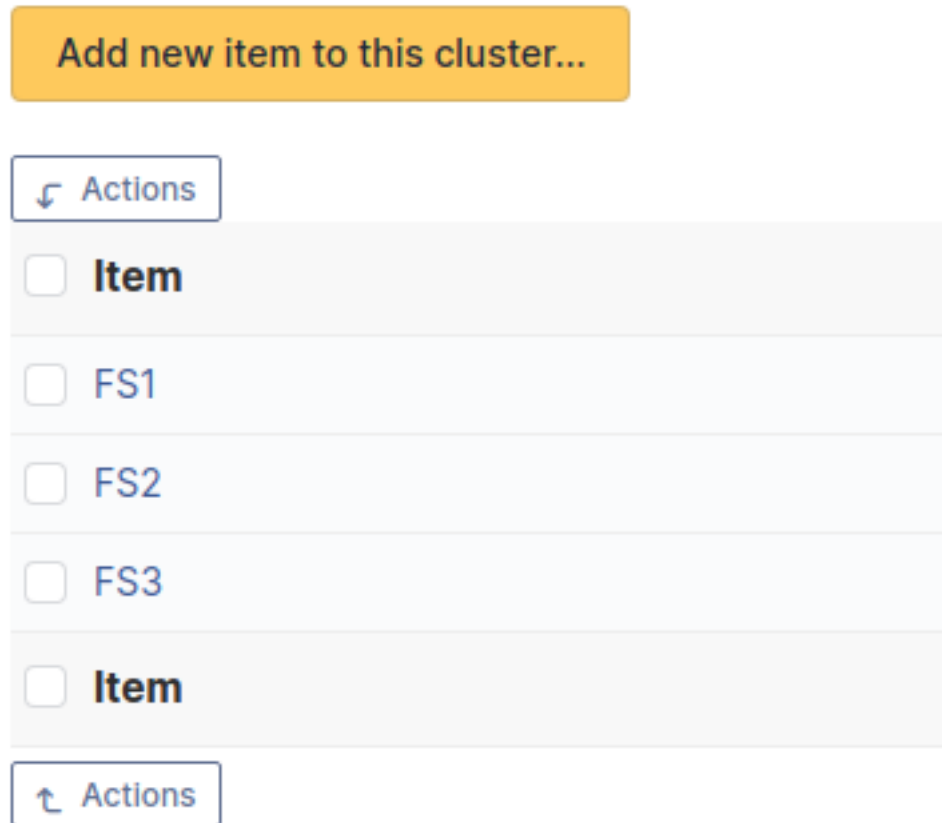 Add new item to this cluster...
Actions
Item
FS1
FS2
FS3
Item
Actions